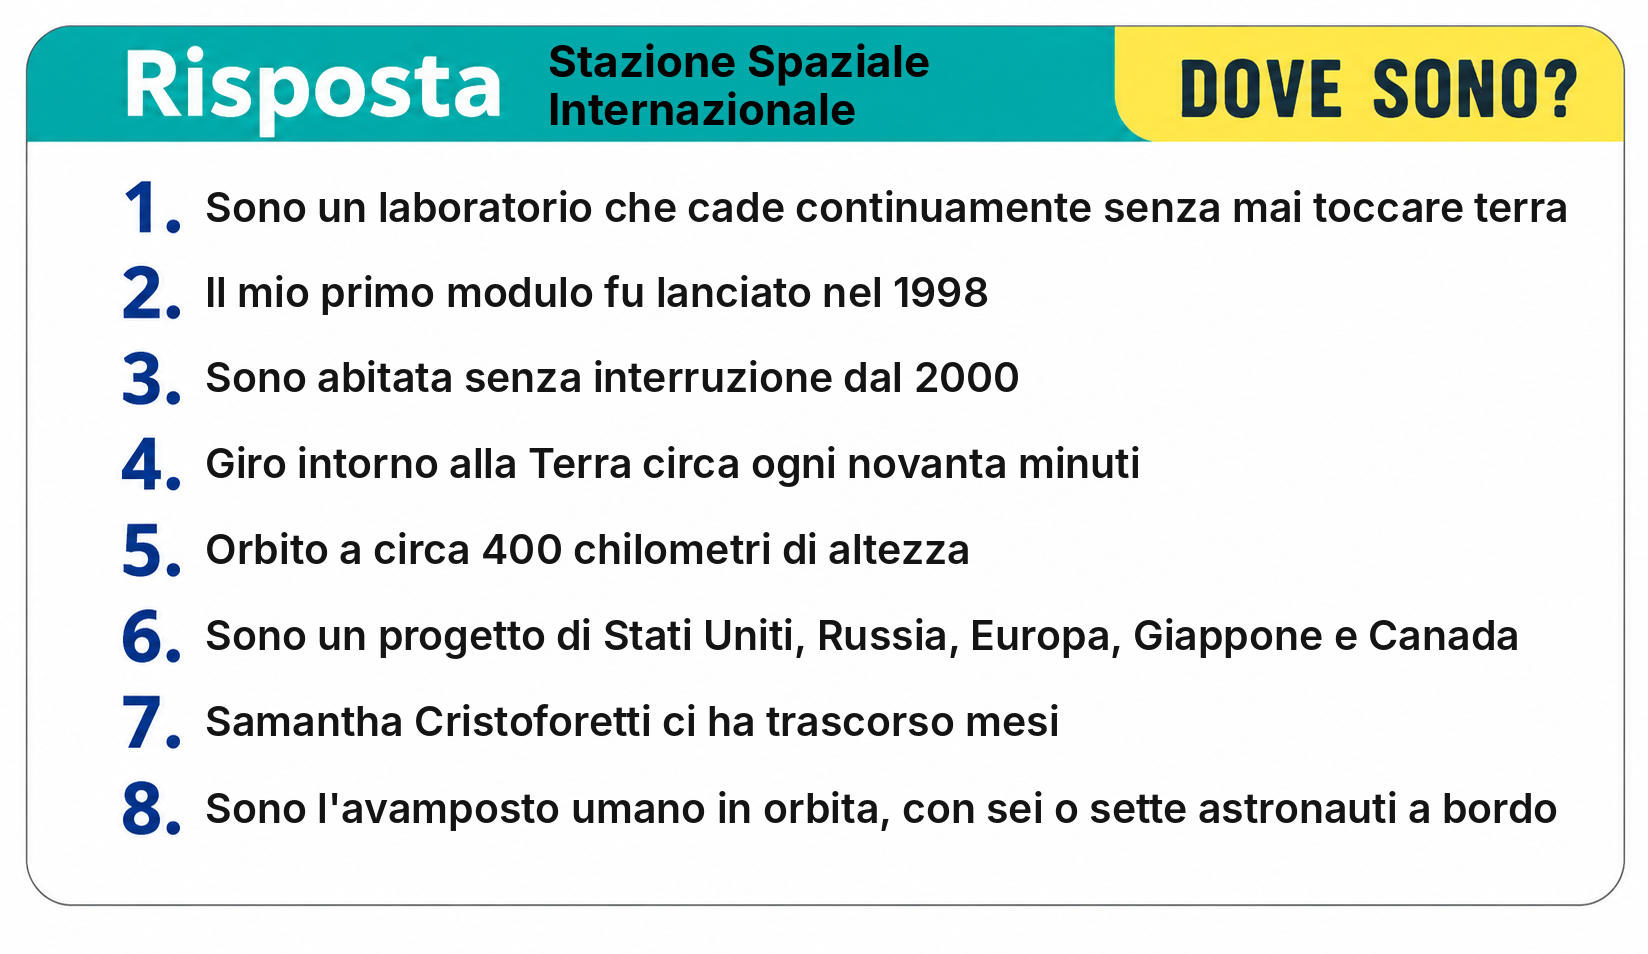 Risposta
Stazione Spaziale
Internazionale
DOVE SONO?
1. Sono un laboratorio che cade continuamente senza mai toccare terra
2. Il mio primo modulo fu lanciato nel 1998
3. Sono abitata senza interruzione dal 2000
4. Giro intorno alla Terra circa ogni novanta minuti
5. Orbito a circa 400 chilometri di altezza
6. Sono un progetto di Stati Uniti, Russia, Europa, Giappone e Canada
7. Samantha Cristoforetti ci ha trascorso mesi
8. Sono l'avamposto umano in orbita, con sei o sette astronauti a bordo